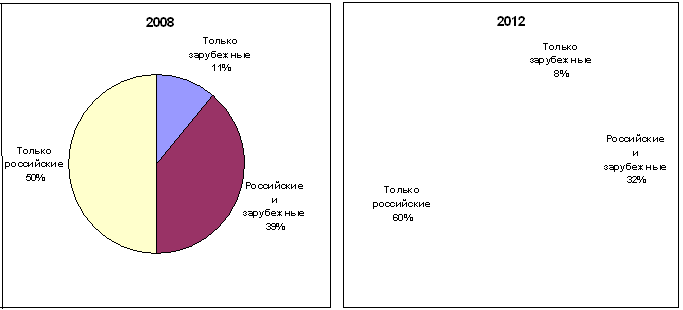 2008
Только
зарубежные
11%
Только
российские
50%
Российские
и
зарубежные
39%
2012
Только
зарубежные
8%
Российские
и
зарубежные
32%
Только
российские
60%